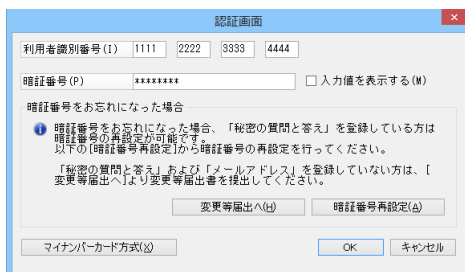 認証画面
×
利用者識別番号(I) 1111 2222 3333 4444
暗証番号(P) ******** 入力値を表示する(M)
暗証番号をお忘れになった場合
暗証番号をお忘れになった場合、「秘密の質問と答え」を登録している方は
暗証番号の再設定が可能です。
以下の[暗証番号再設定]から暗証番号の再設定を行ってください。
「秘密の質問と答え」および「メールアドレス」を登録していない方は、[
変更等届出へ]より変更等届出書を提出してください。
変更等届出へ(H) 暗証番号再設定(A)
マイナンバーカード方式(X) OK キャンセル